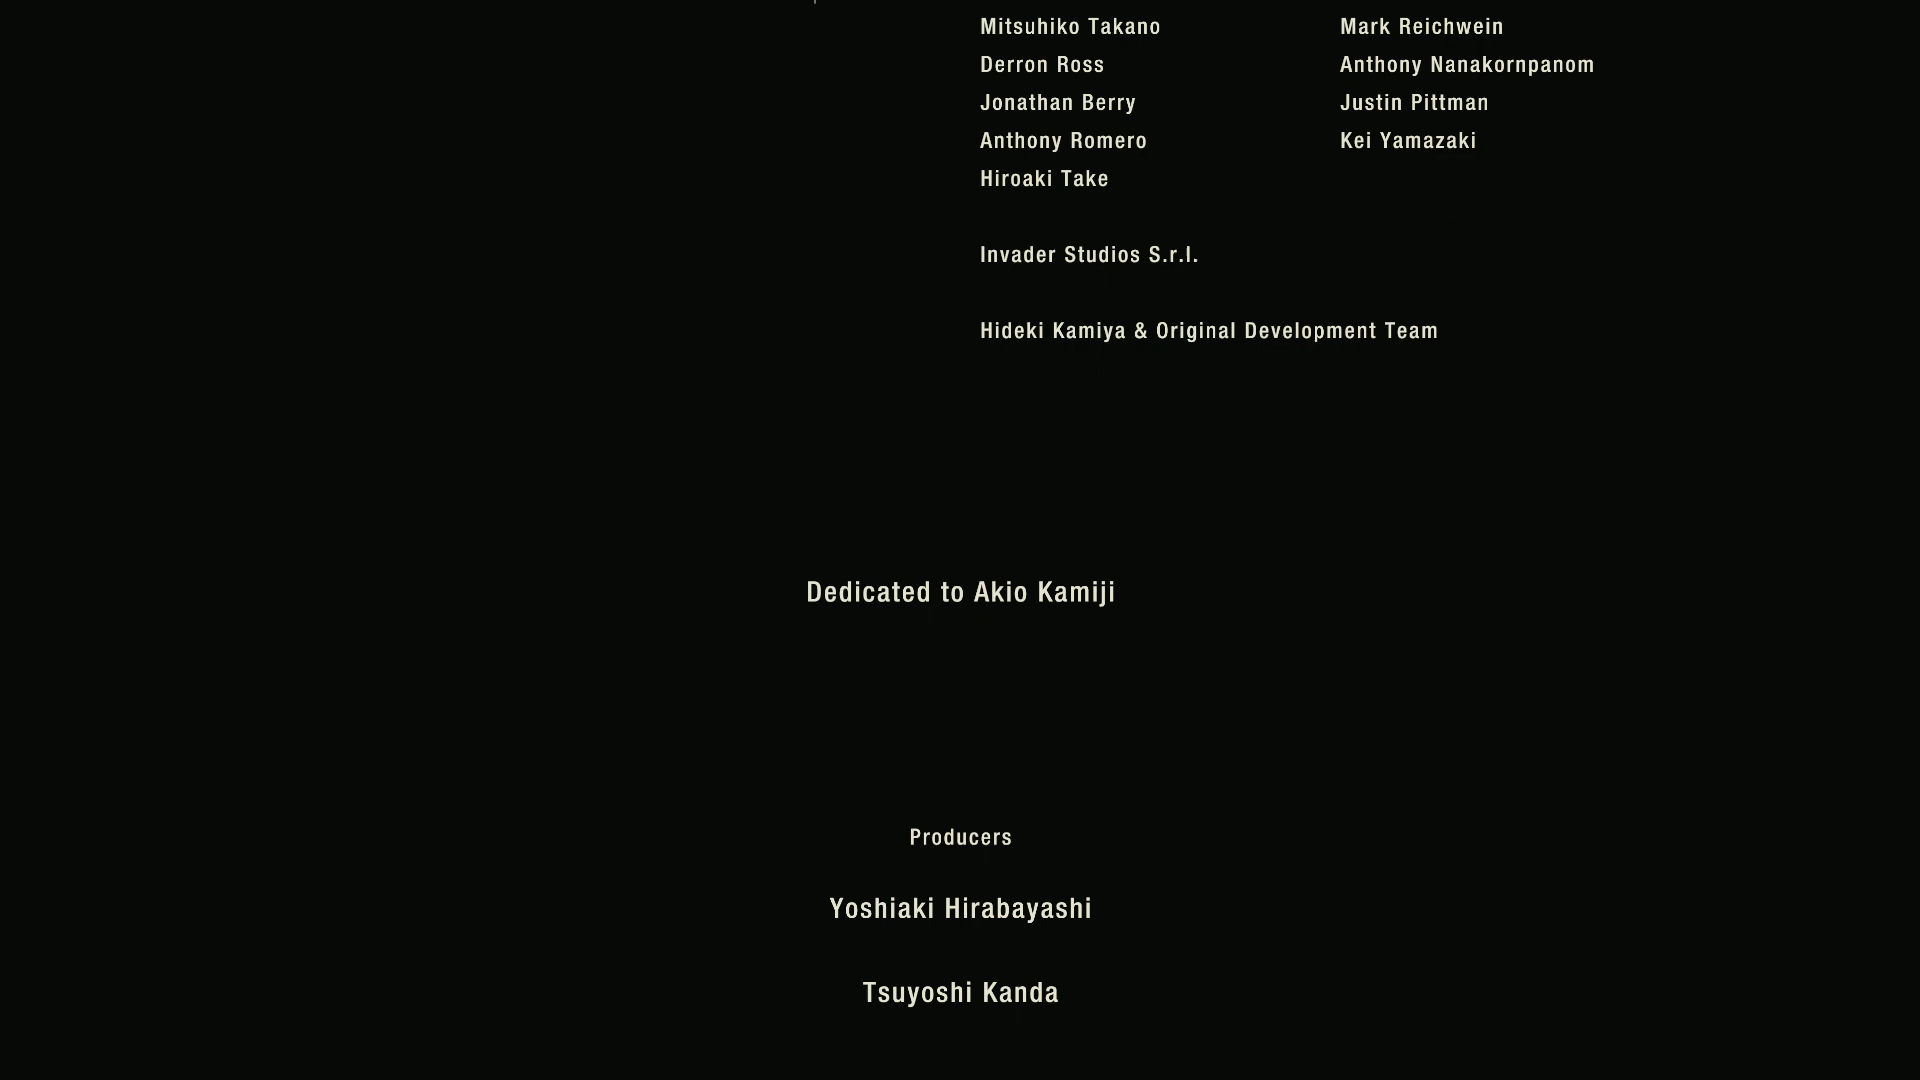 Mitsuhiko Takano Mark Reichwein
Derron Ross Anthony Nanakornpanom
Jonathan Berry Justin Pittman
Anthony Romero Kei Yamazaki
Hiroaki Take
Invader Studios S.r.l.
Hideki Kamiya & Original Development Team
Dedicated to Akio Kamiji
Producers
Yoshiaki Hirabayashi
Tsuyoshi Kanda